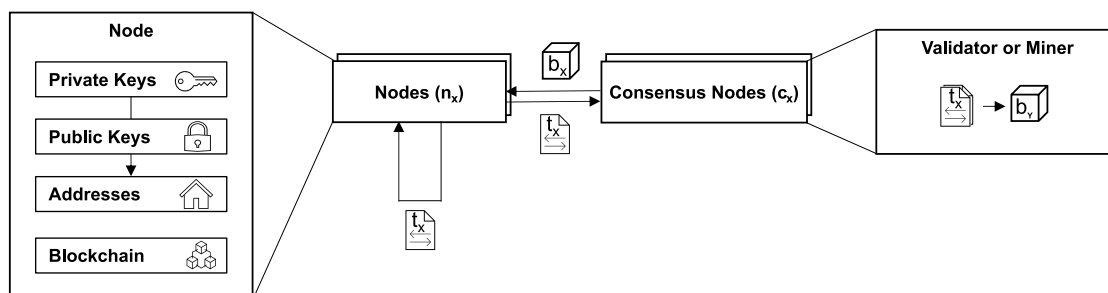 Node
Private Keys
Public Keys
Addresses
Blockchain
Nodes (nₓ)
bₓ
tₓ
tₓ
Consensus Nodes (cₓ)
Validator or Miner
tₓ
bᵧ